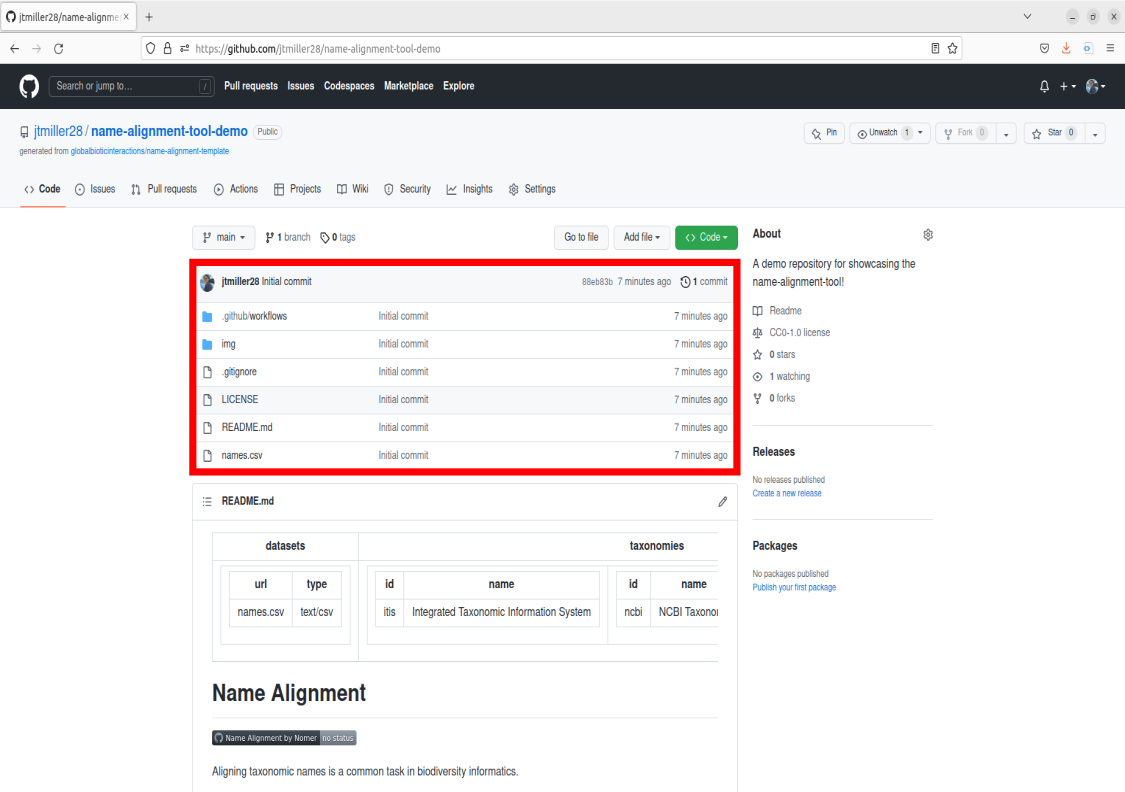 jtmiller28/name-alignme
https://github.com/jtmiller28/name-alignment-tool-demo
Search or jump to... / Pull requests Issues Codespaces Marketplace Explore
jtmiller28 / name-alignment-tool-demo Public
generated from globalbioticinteractions/name-alignment-template
Pin Unwatch 1 Fork 0 Star 0
Code Issues Pull requests Actions Projects Wiki Security Insights Settings
main 1 branch 0 tags Go to file Add file Code
jtmiller28 Initial commit 88eb83b 7 minutes ago 1 commit
.github/workflows Initial commit 7 minutes ago
img Initial commit 7 minutes ago
.gitignore Initial commit 7 minutes ago
LICENSE Initial commit 7 minutes ago
README.md Initial commit 7 minutes ago
names.csv Initial commit 7 minutes ago
README.md
datasets taxonomies
url type id name id name
names.csv text/csv itis Integrated Taxonomic Information System ncbi NCBI Taxonor
Name Alignment
Name Alignment by Nomer no status
Aligning taxonomic names is a common task in biodiversity informatics.
About
A demo repository for showcasing the
name-alignment-tool!
Readme
CC0-1.0 license
0 stars
1 watching
0 forks
Releases
No releases published
Create a new release
Packages
No packages published
Publish your first package